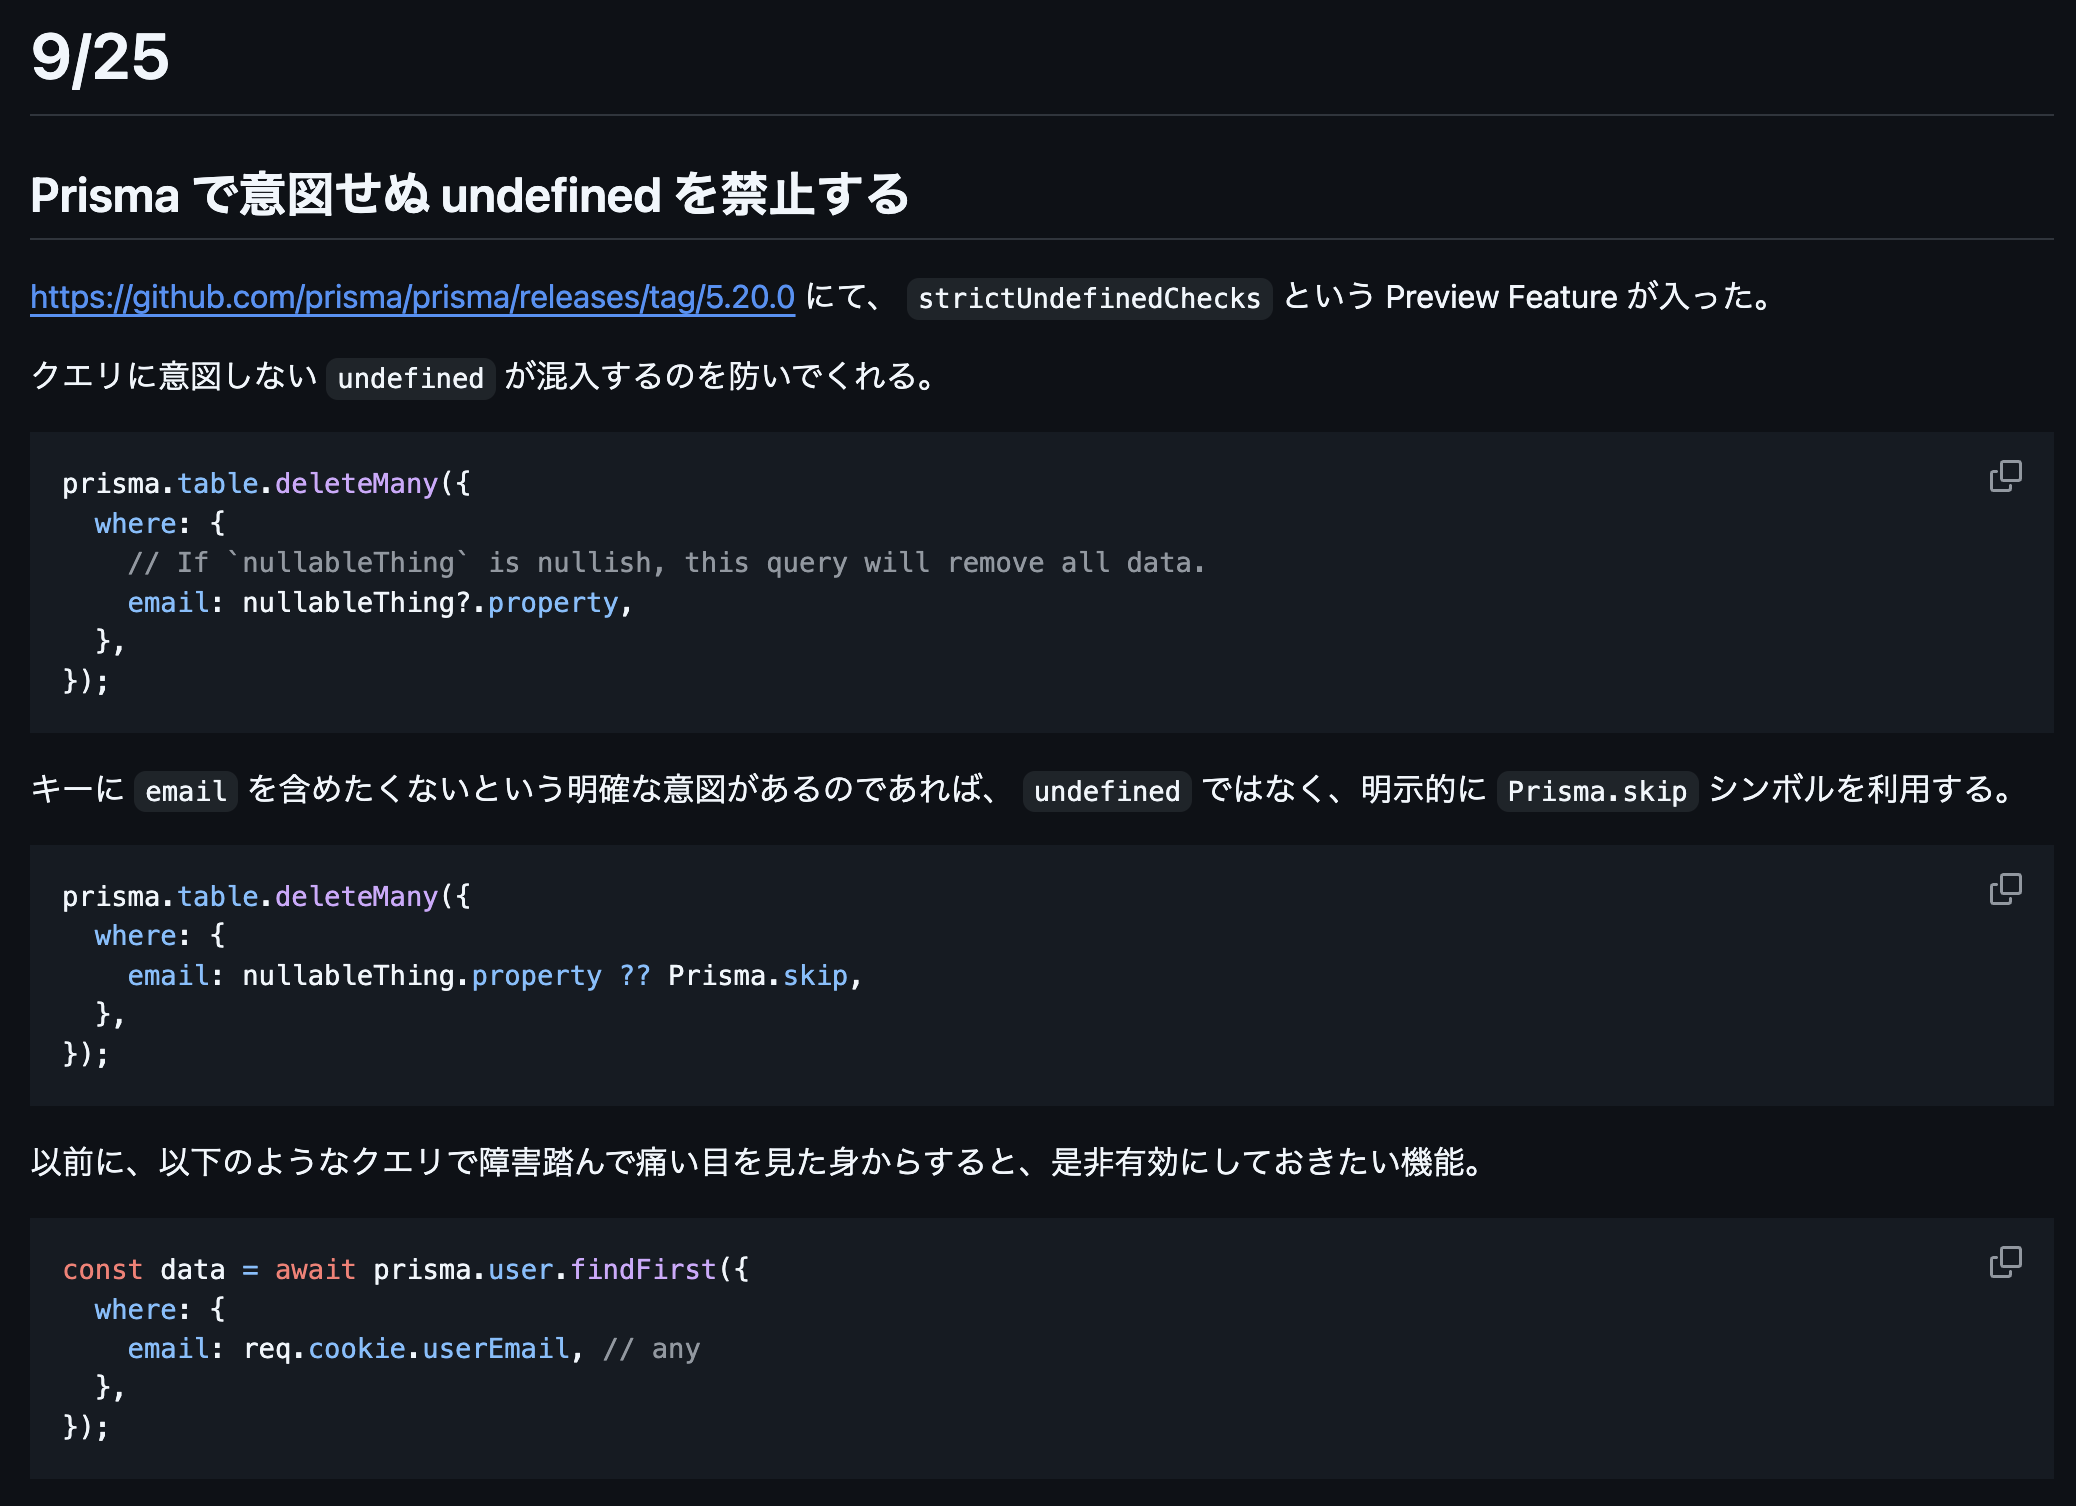 9/25
Prisma で意図せぬ undefined を禁止する
https://github.com/prisma/prisma/releases/tag/5.20.0 にて、 strictUndefinedChecks という Preview Feature が入った。
クエリに意図しない undefined が混入するのを防いでくれる。
prisma.table.deleteMany({
  where: {
    // If `nullableThing` is nullish, this query will remove all data.
    email: nullableThing?.property,
  },
});
キーに email を含めたくないという明確な意図があるのであれば、 undefined ではなく、明示的に Prisma.skip シンボルを利用する。
prisma.table.deleteMany({
  where: {
    email: nullableThing.property ?? Prisma.skip,
  },
});
以前に、以下のようなクエリで障害踏んで痛い目を見た身からすると、是非有効にしておきたい機能。
const data = await prisma.user.findFirst({
  where: {
    email: req.cookie.userEmail, // any
  },
});